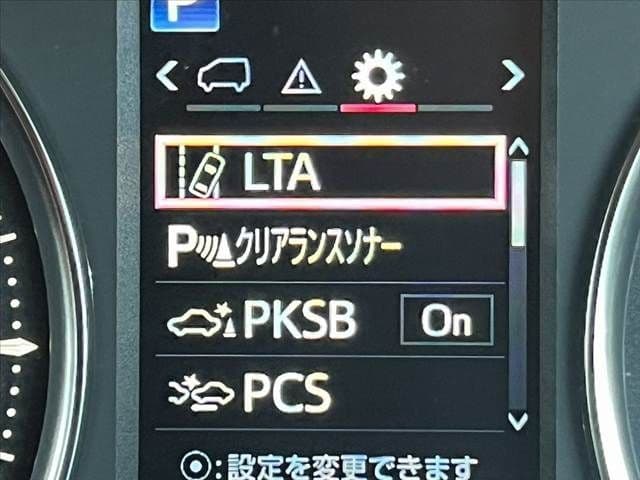 P
LTA
Pクリアランスソナー
PKSB On
PCS
⦿:設定を変更できます